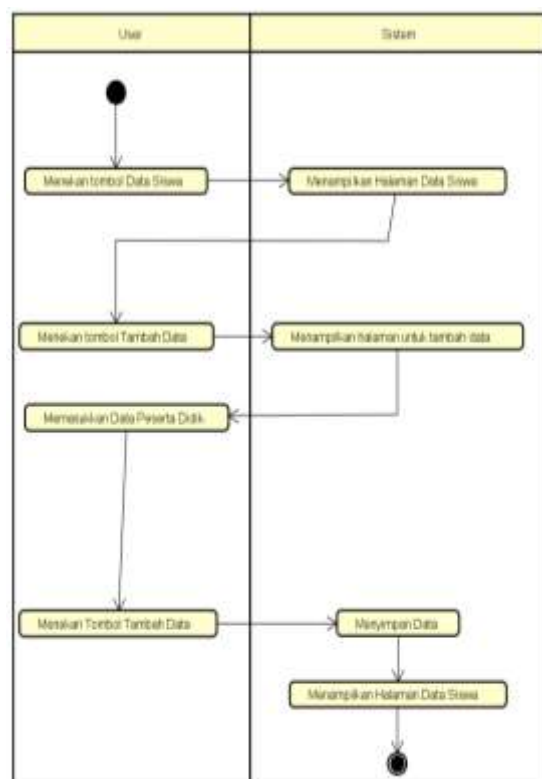 User
Sistem
Menekan tombol Data Siswa
Menampilkan Halaman Data Siswa
Menekan tombol Tambah Data
Menampilkan halaman untuk tambah data
Memasukkan Data Peserta Didik
Menekan Tombol Tambah Data
Menyimpan Data
Menampilkan Halaman Data Siswa